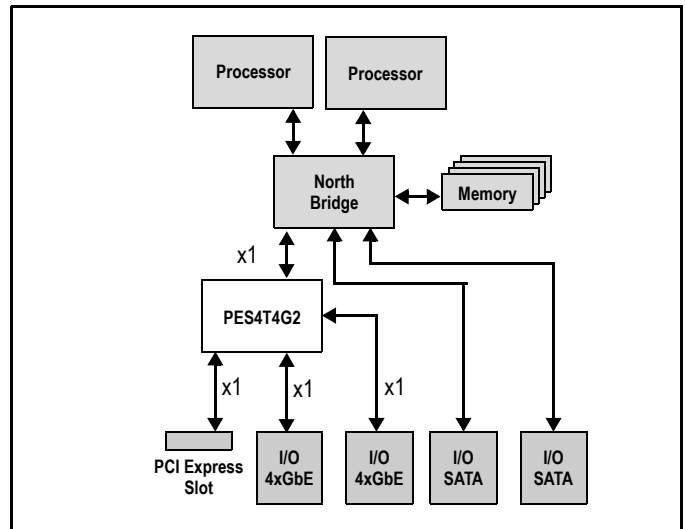 Processor
Processor
North
Bridge
Memory
x1
PES4T4G2
x1
x1
x1
PCI Express
Slot
I/O
4xGbE
I/O
4xGbE
I/O
SATA
I/O
SATA